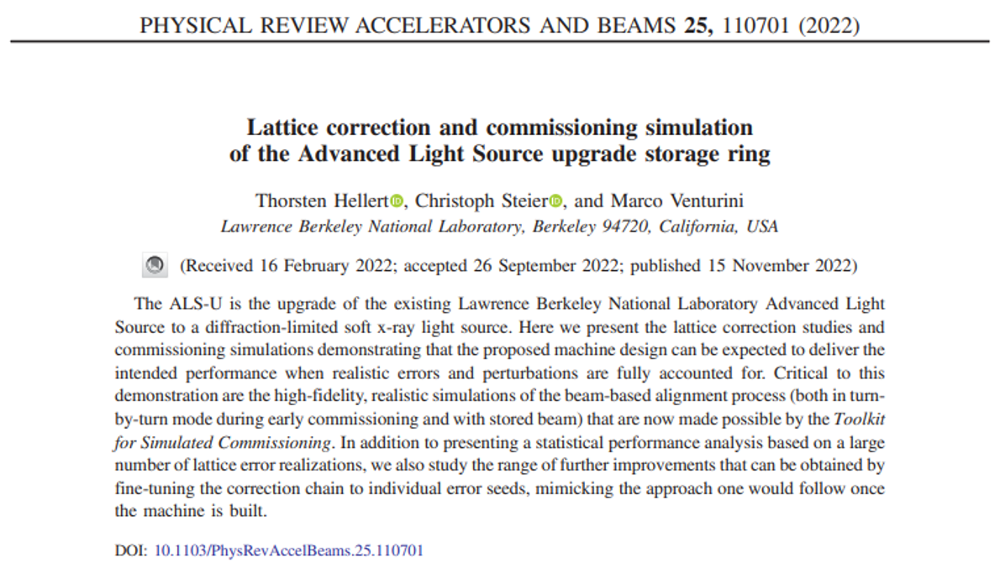 PHYSICAL REVIEW ACCELERATORS AND BEAMS 25, 110701 (2022)
Lattice correction and commissioning simulation
of the Advanced Light Source upgrade storage ring
Thorsten Hellert, Christoph Steier, and Marco Venturini
Lawrence Berkeley National Laboratory, Berkeley 94720, California, USA
(Received 16 February 2022; accepted 26 September 2022; published 15 November 2022)
The ALS-U is the upgrade of the existing Lawrence Berkeley National Laboratory Advanced Light
Source to a diffraction-limited soft x-ray light source. Here we present the lattice correction studies and
commissioning simulations demonstrating that the proposed machine design can be expected to deliver the
intended performance when realistic errors and perturbations are fully accounted for. Critical to this
demonstration are the high-fidelity, realistic simulations of the beam-based alignment process (both in turn-
by-turn mode during early commissioning and with stored beam) that are now made possible by the Toolkit
for Simulated Commissioning. In addition to presenting a statistical performance analysis based on a large
number of lattice error realizations, we also study the range of further improvements that can be obtained by
fine-tuning the correction chain to individual error seeds, mimicking the approach one would follow once
the machine is built.
DOI: 10.1103/PhysRevAccelBeams.25.110701